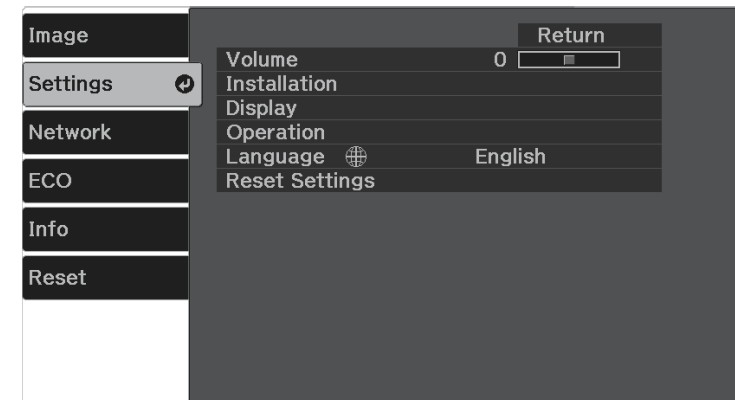 Image
Settings
Network
ECO
Info
Reset
Return
Volume 0
Installation
Display
Operation
Language English
Reset Settings